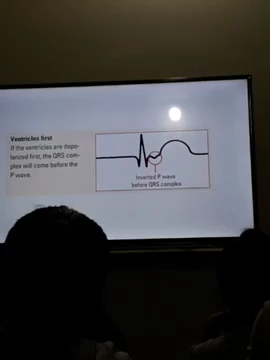 Ventricles first
If the ventricles are depo-
larized first, the QRS com-
plex will come before the
P wave.
Inverted P wave
before QRS complex